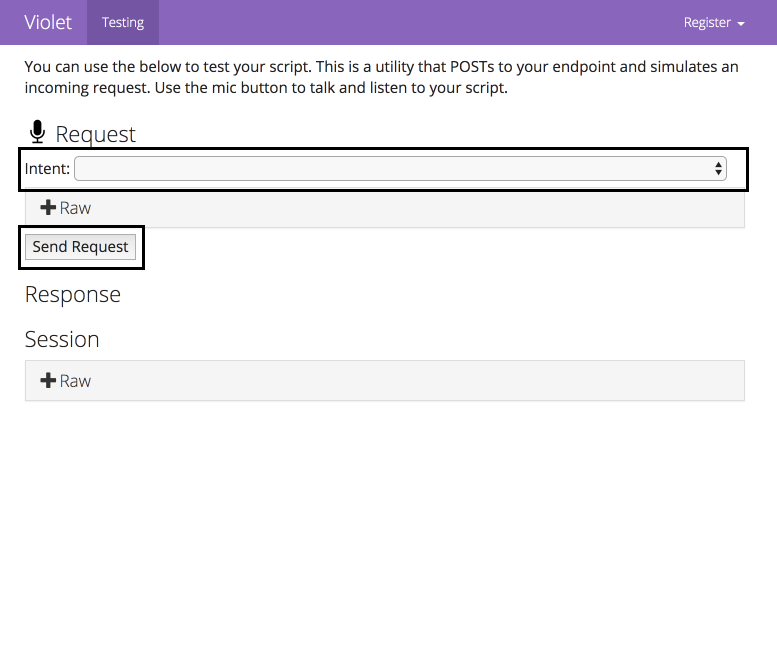 Violet Testing Register
You can use the below to test your script. This is a utility that POSTs to your endpoint and simulates an
incoming request. Use the mic button to talk and listen to your script.
Request
Intent:
Raw
Send Request
Response
Session
Raw